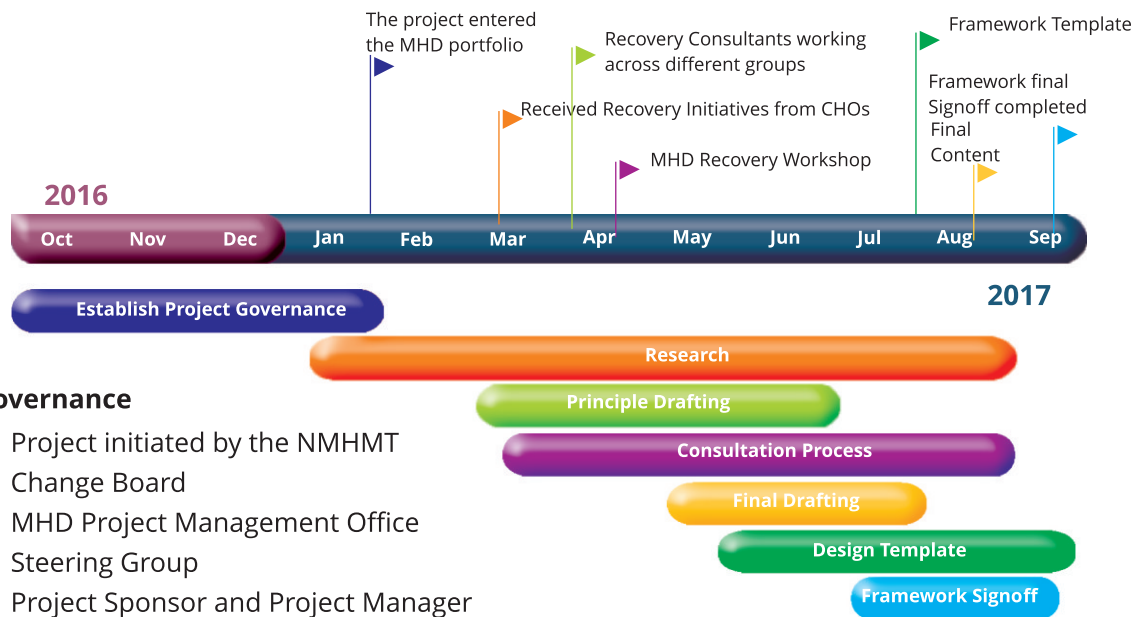 The project entered
the MHD portfolio
Recovery Consultants working
across different groups
Framework Template
Received Recovery Initiatives from CHOs
Framework final
Signoff completed
Final
Content
MHD Recovery Workshop
2016
Oct Nov Dec Jan Feb Mar Apr May Jun Jul Aug Sep
2017
Establish Project Governance
Research
Principle Drafting
Consultation Process
Final Drafting
Design Template
Framework Signoff
overnance
Project initiated by the NMHMT
Change Board
MHD Project Management Office
Steering Group
Project Sponsor and Project Manager